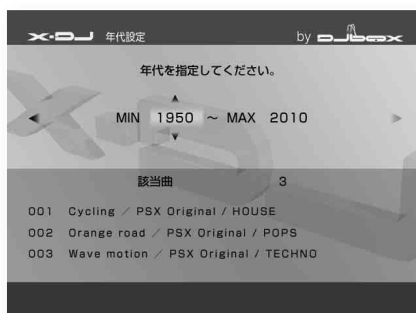 X-DJ 年代設定 by DJbox
年代を指定してください。
MIN 1950 ～ MAX 2010
該当曲 3
001 Cycling ／ PSX Original / HOUSE
002 Orange road ／ PSX Original / POPS
003 Wave motion ／ PSX Original / TECHNO